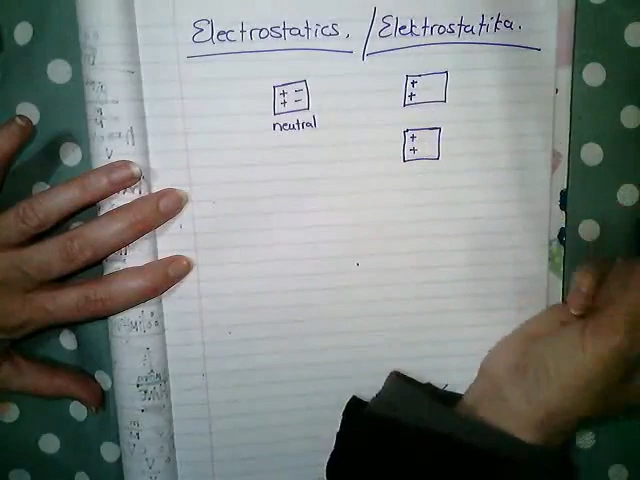 Electrostatics. / Elektrostatika.
+ - +
+ - +
neutral
+
+